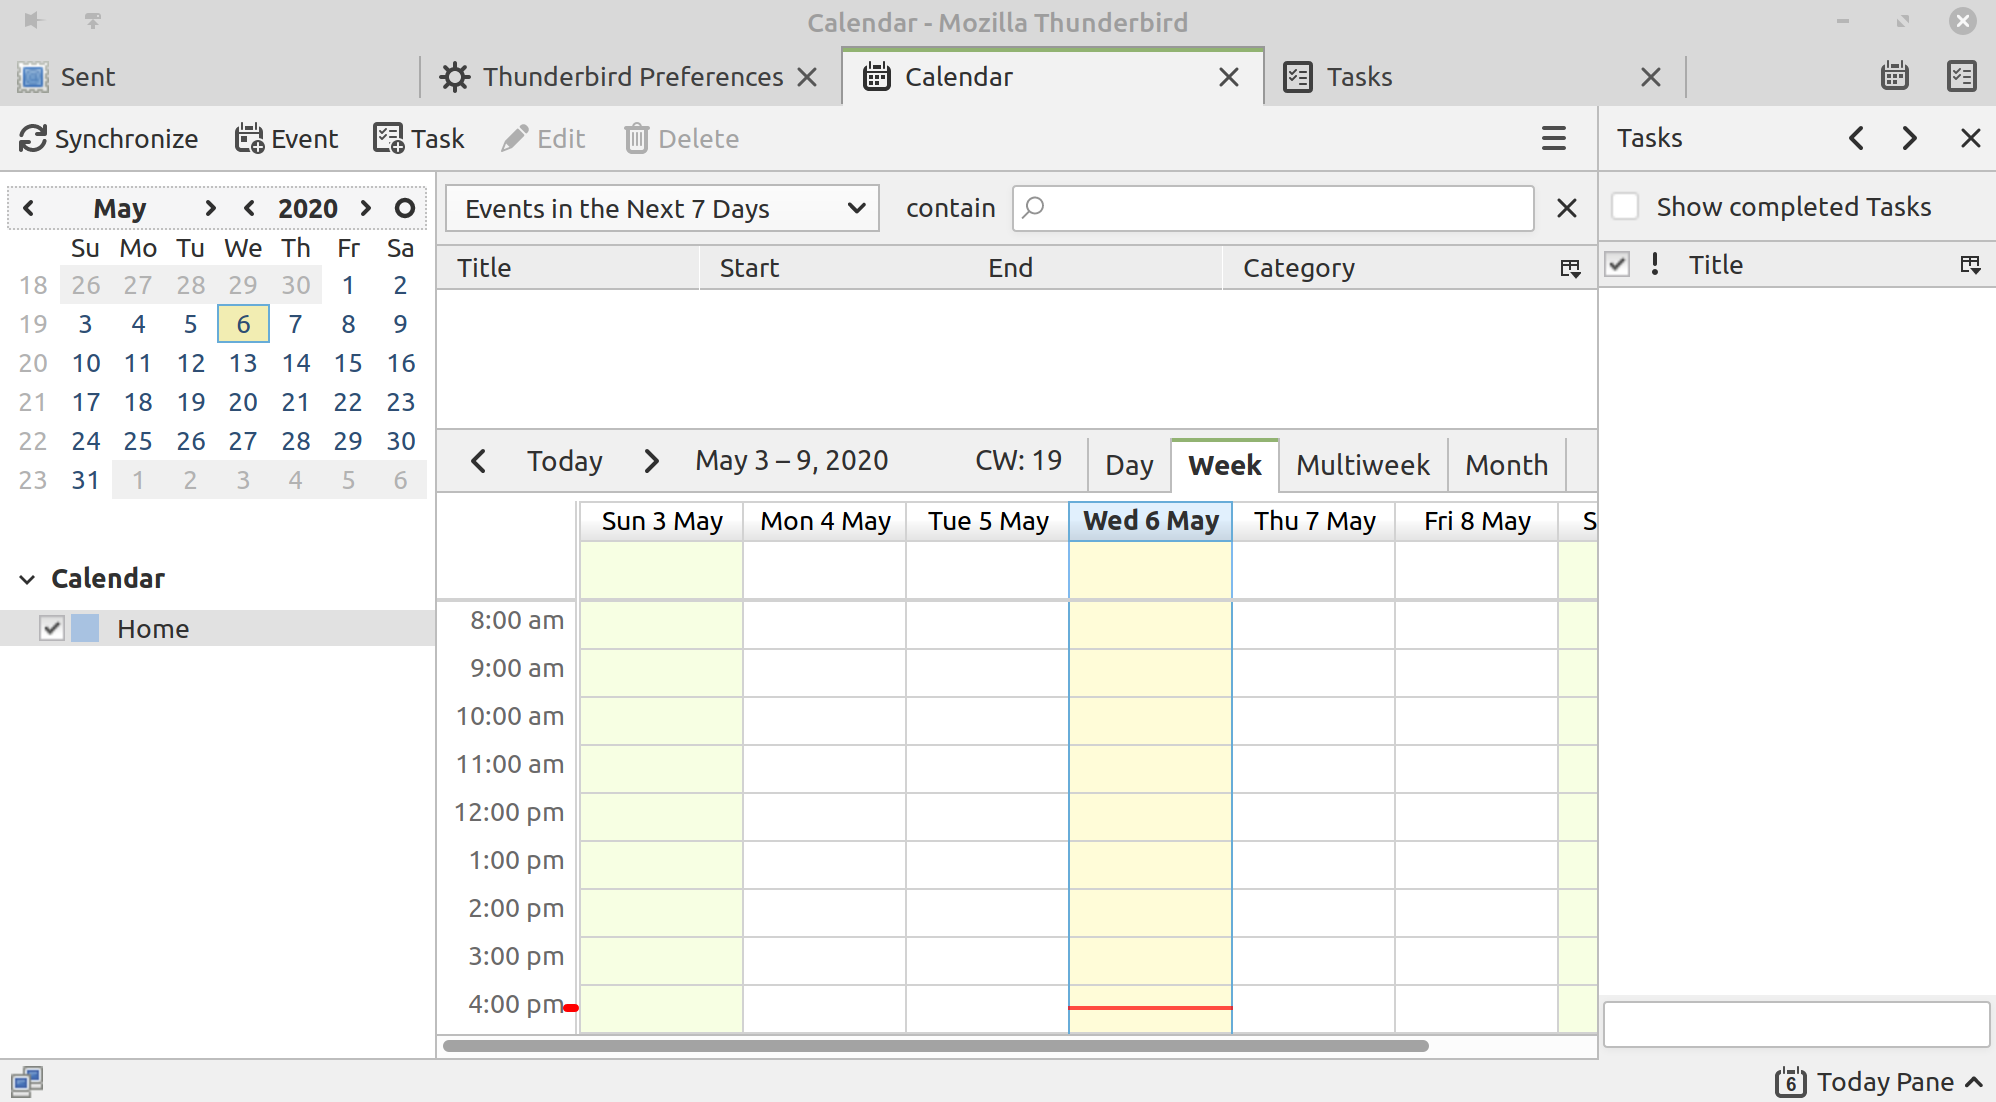 Calendar - Mozilla Thunderbird
Sent
Thunderbird Preferences
Calendar
Tasks
Synchronize
Event
Task
Edit
Delete
Tasks
May
2020
Su Mo Tu We Th Fr Sa
18 26 27 28 29 30 1 2
19 3 4 5 6 7 8 9
20 10 11 12 13 14 15 16
21 17 18 19 20 21 22 23
22 24 25 26 27 28 29 30
23 31 1 2 3 4 5 6
Calendar
Home
Events in the Next 7 Days
contain
Title Start End Category
Today
May 3 – 9, 2020
CW: 19
Day
Week
Multiweek
Month
Sun 3 May Mon 4 May Tue 5 May Wed 6 May Thu 7 May Fri 8 May S
8:00 am
9:00 am
10:00 am
11:00 am
12:00 pm
1:00 pm
2:00 pm
3:00 pm
4:00 pm
Show completed Tasks
! Title
6 Today Pane